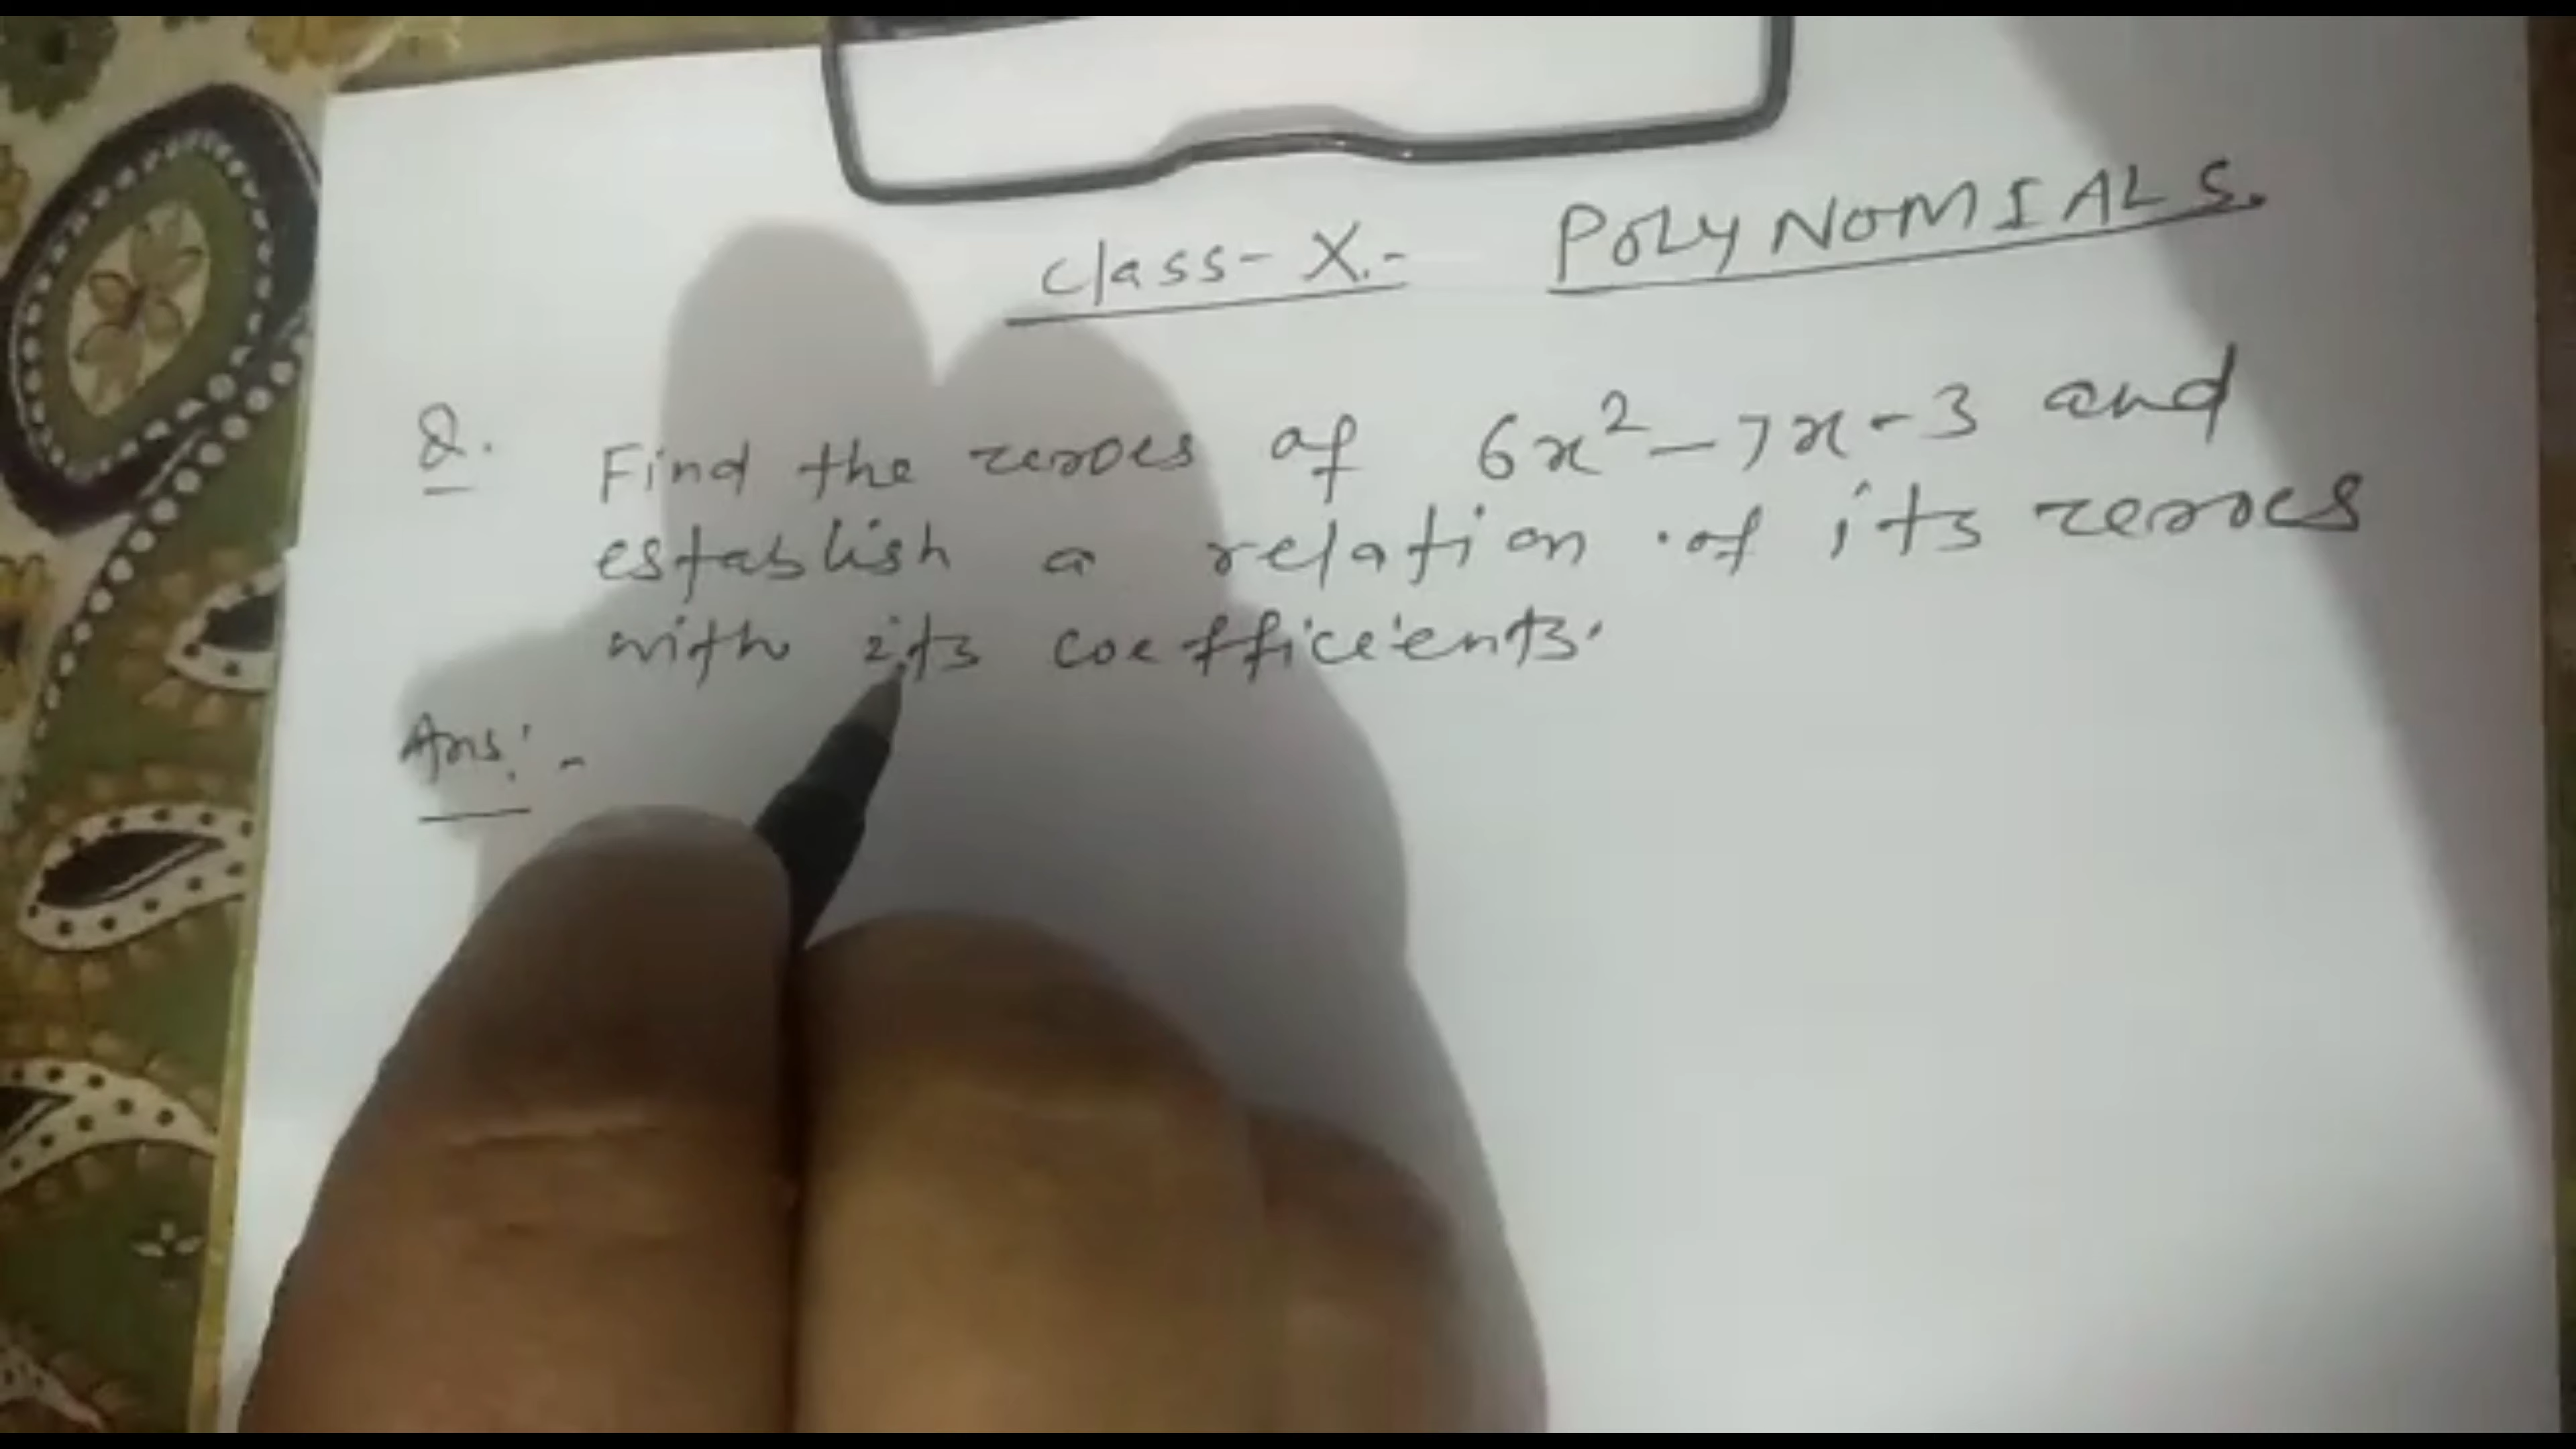 Class-X.- POLYNOMIALS.
Q. Find the zeroes of 6x²-7x-3 and
establish a relation of its zeroes
with its coefficients.
Ans:-